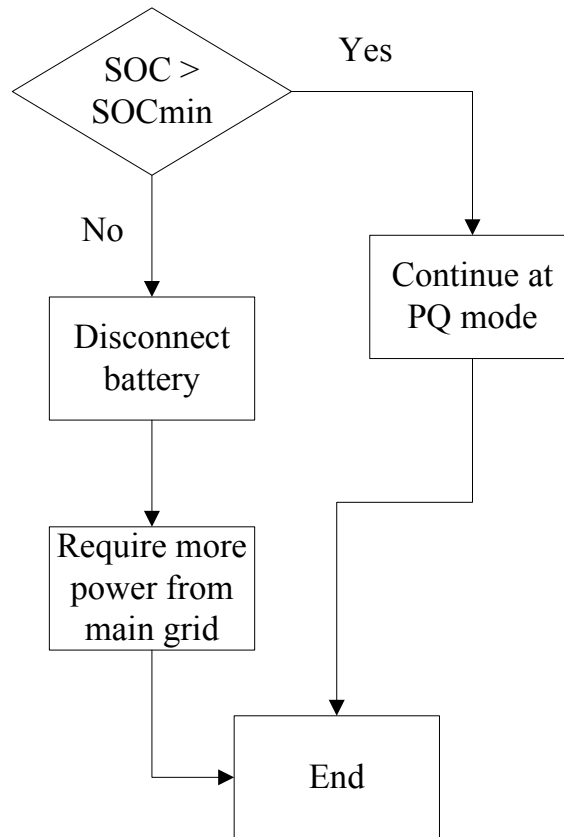 SOC >
SOCmin
Yes
No
Continue at
PQ mode
Disconnect
battery
Require more
power from
main grid
End